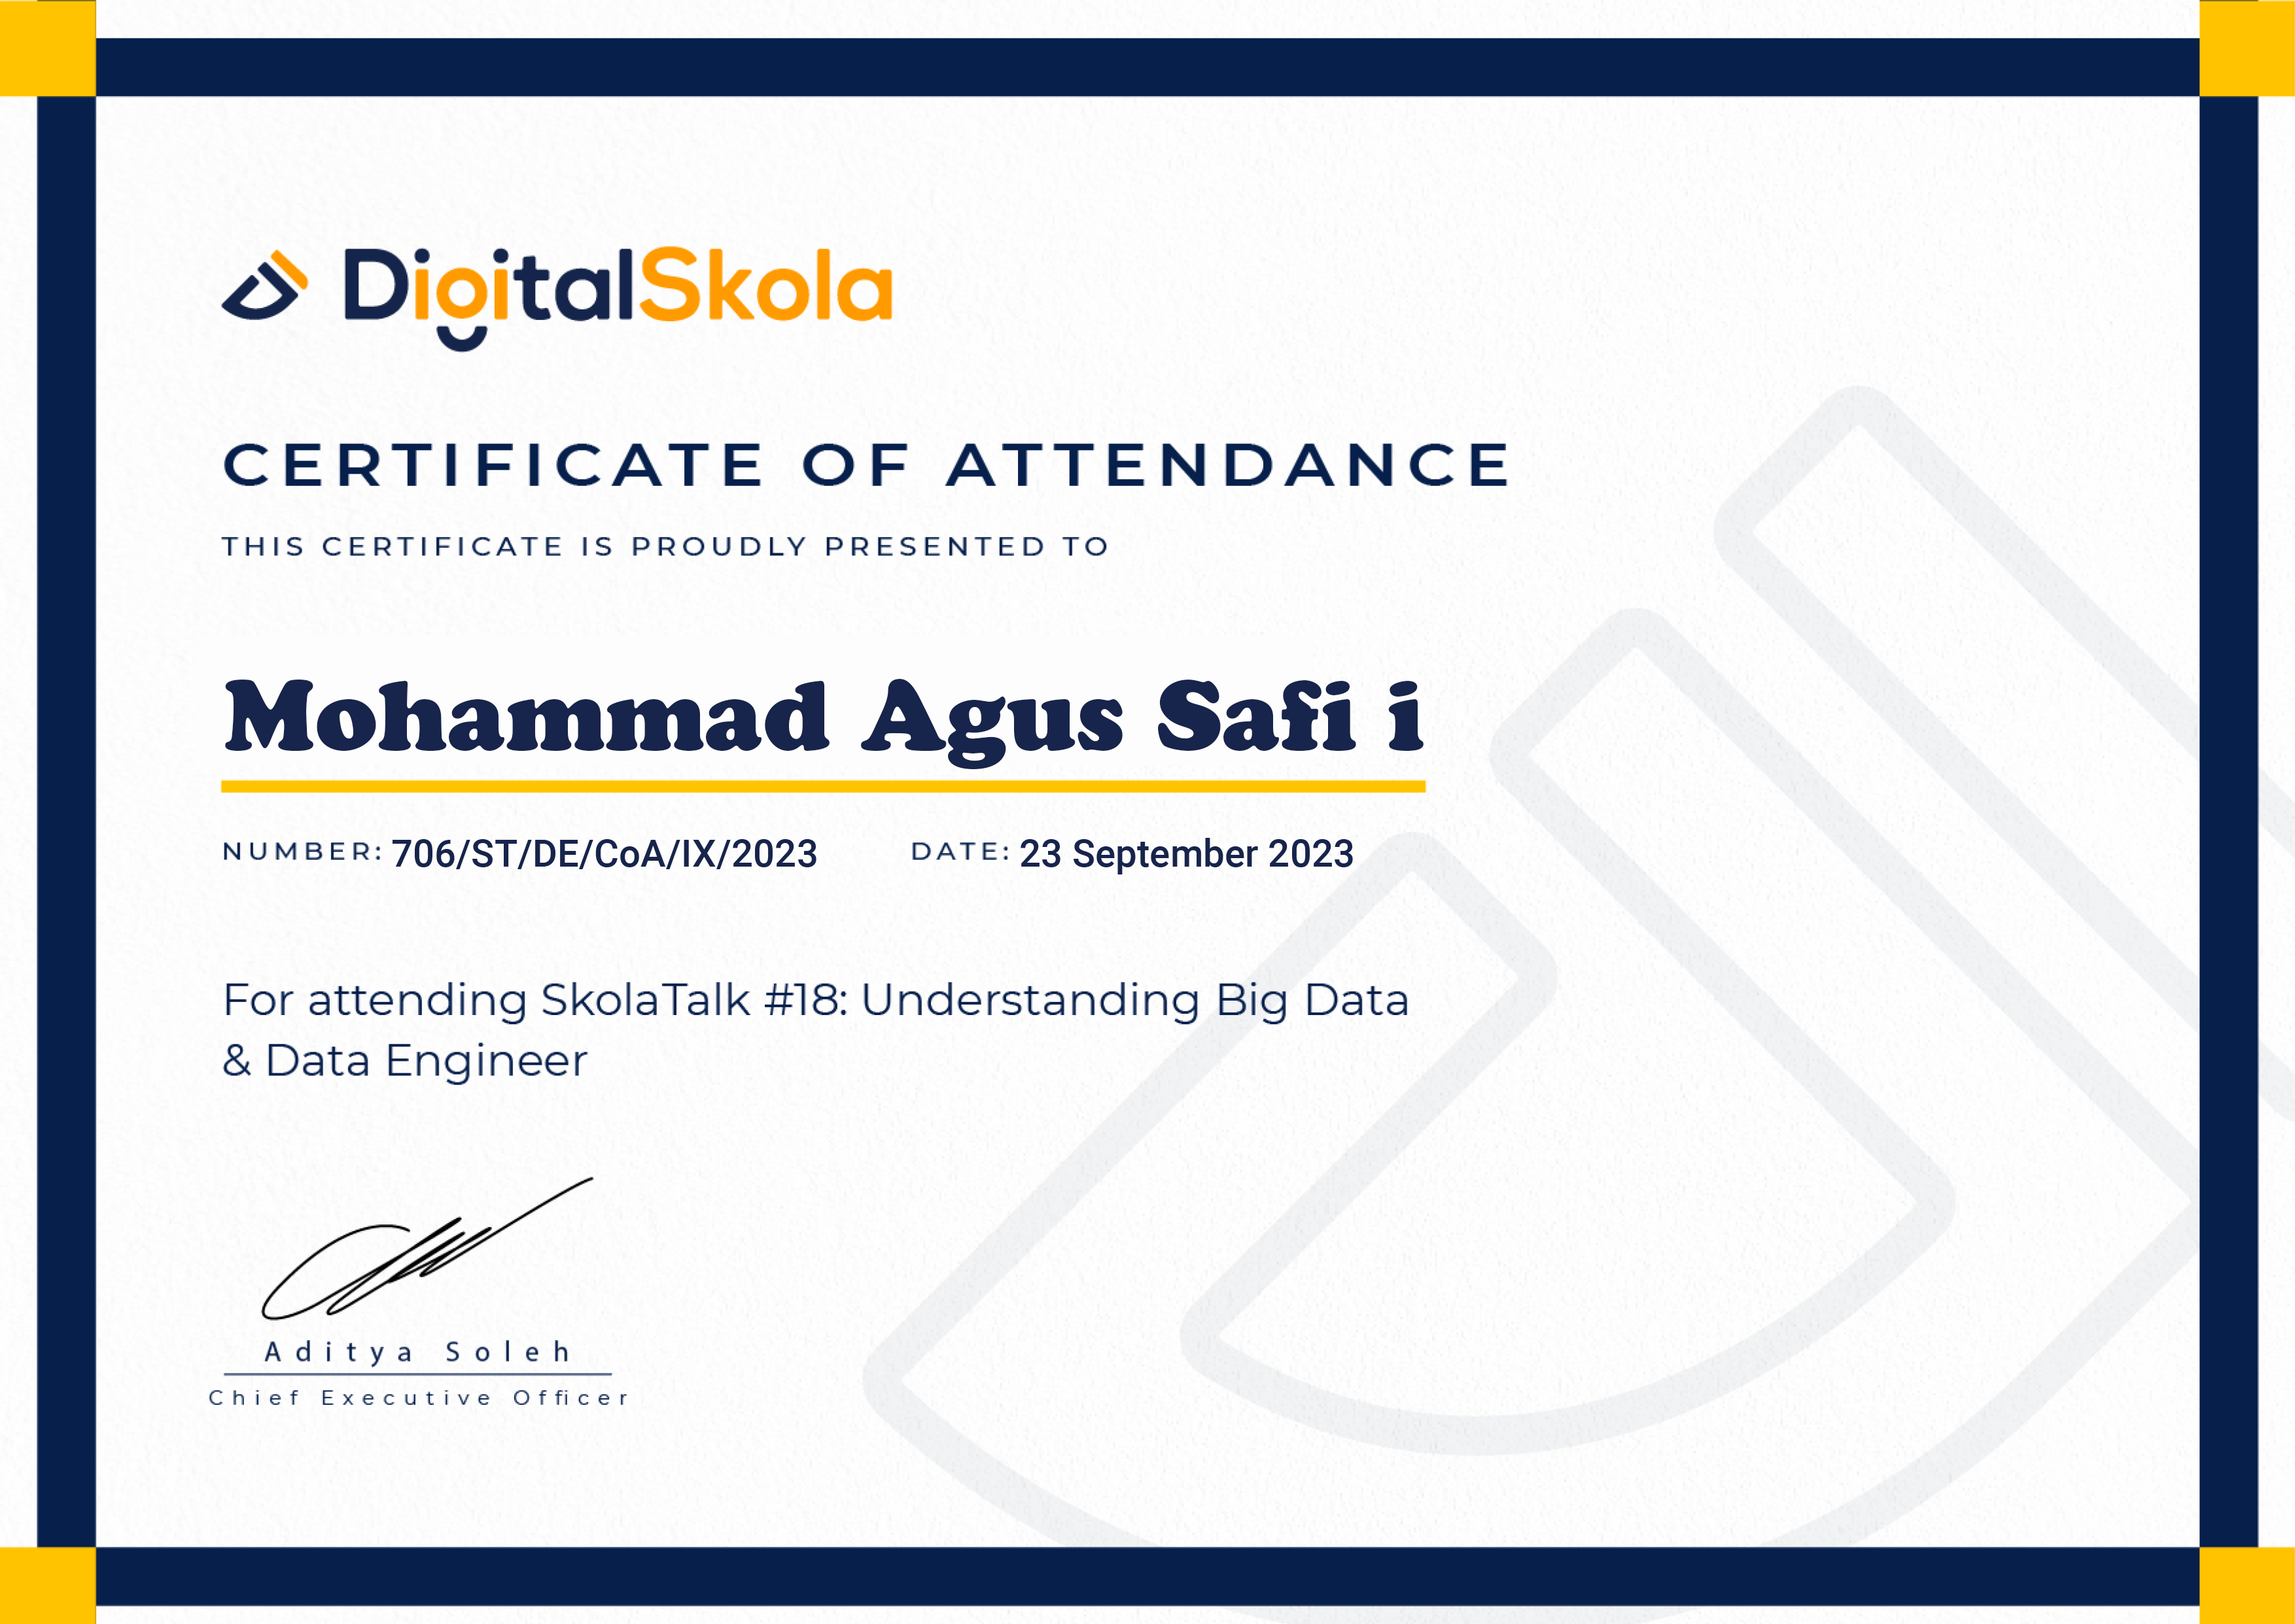 DigitalSkola
CERTIFICATE OF ATTENDANCE
THIS CERTIFICATE IS PROUDLY PRESENTED TO
Mohammad Agus Safi i
NUMBER: 706/ST/DE/CoA/IX/2023 DATE: 23 September 2023
For attending SkolaTalk #18: Understanding Big Data
& Data Engineer
Aditya Soleh
Chief Executive Officer